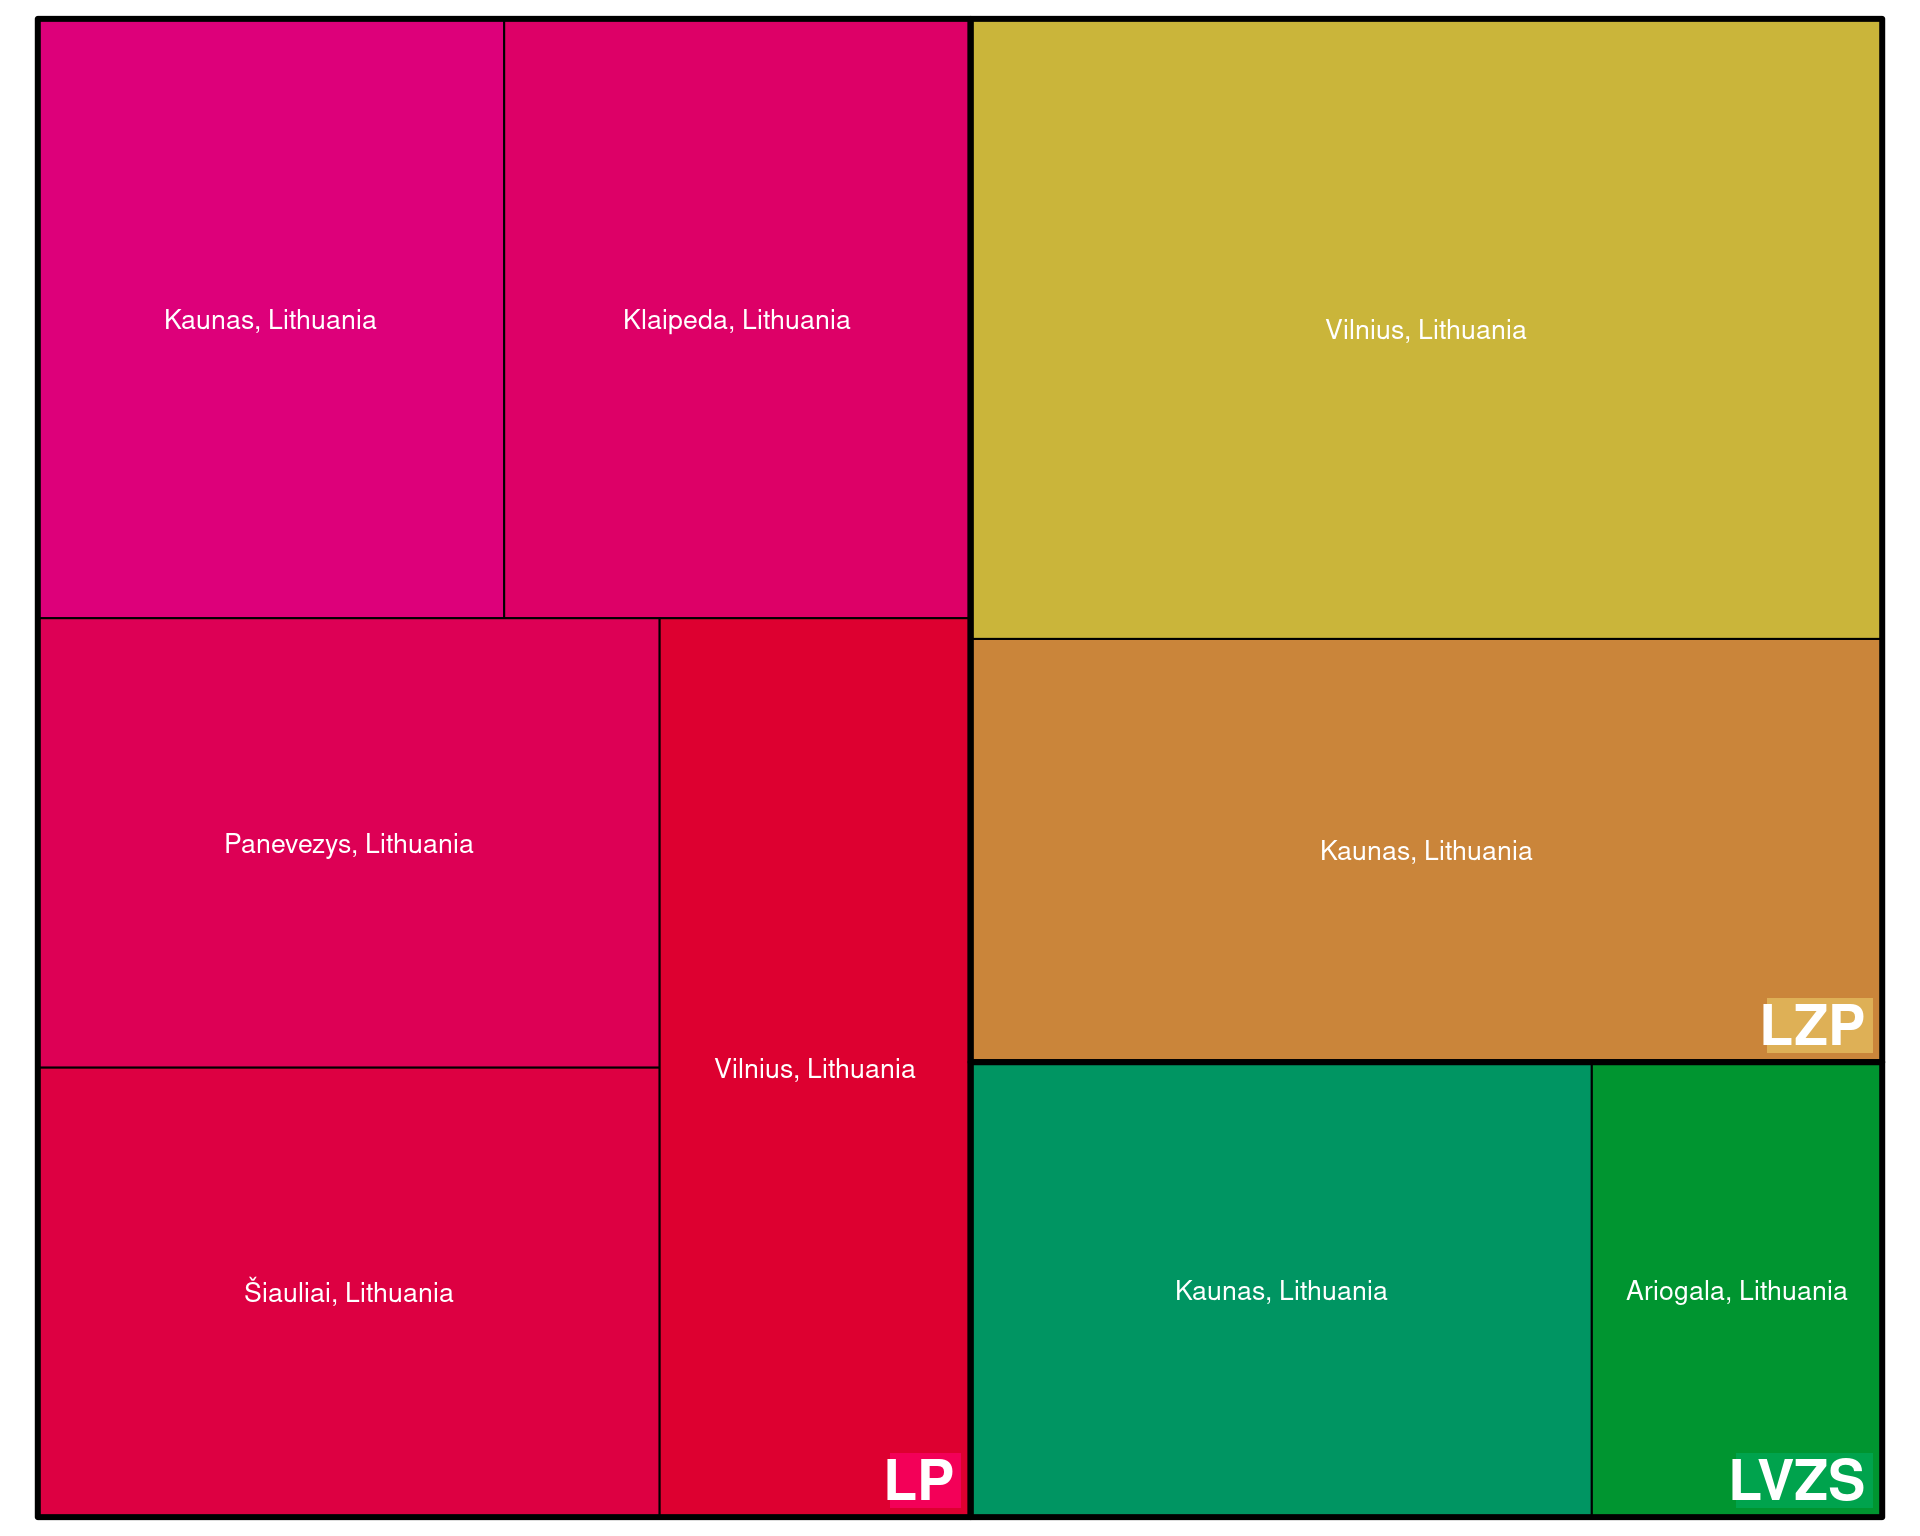 Kaunas, Lithuania
Klaipeda, Lithuania
Panevezys, Lithuania
Šiauliai, Lithuania
Vilnius, Lithuania
LP
Vilnius, Lithuania
Kaunas, Lithuania
LZP
Kaunas, Lithuania
Ariogala, Lithuania
LVZS